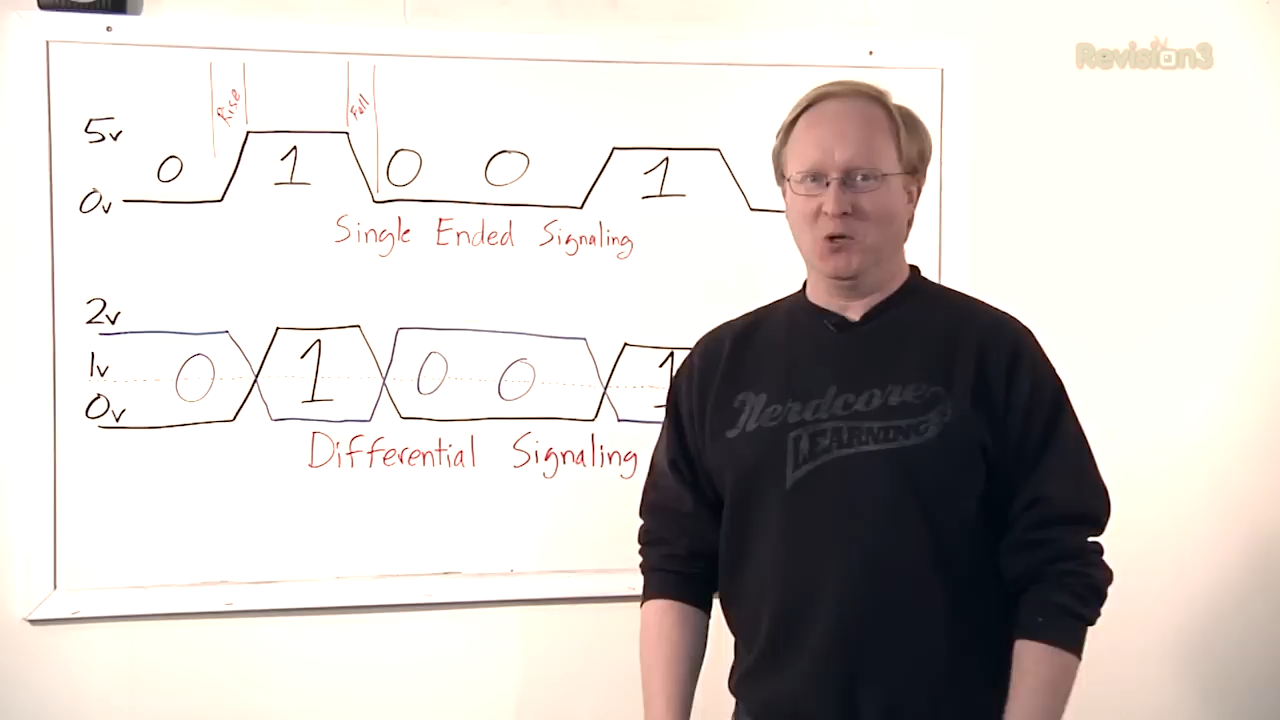 Revision3
Rise
Fall
5v
0 1 0 0 1
0v
Single Ended Signaling
2v
1v
0 1 0 0 1
0v
Differential Signaling
Nerdcore
LEARNING